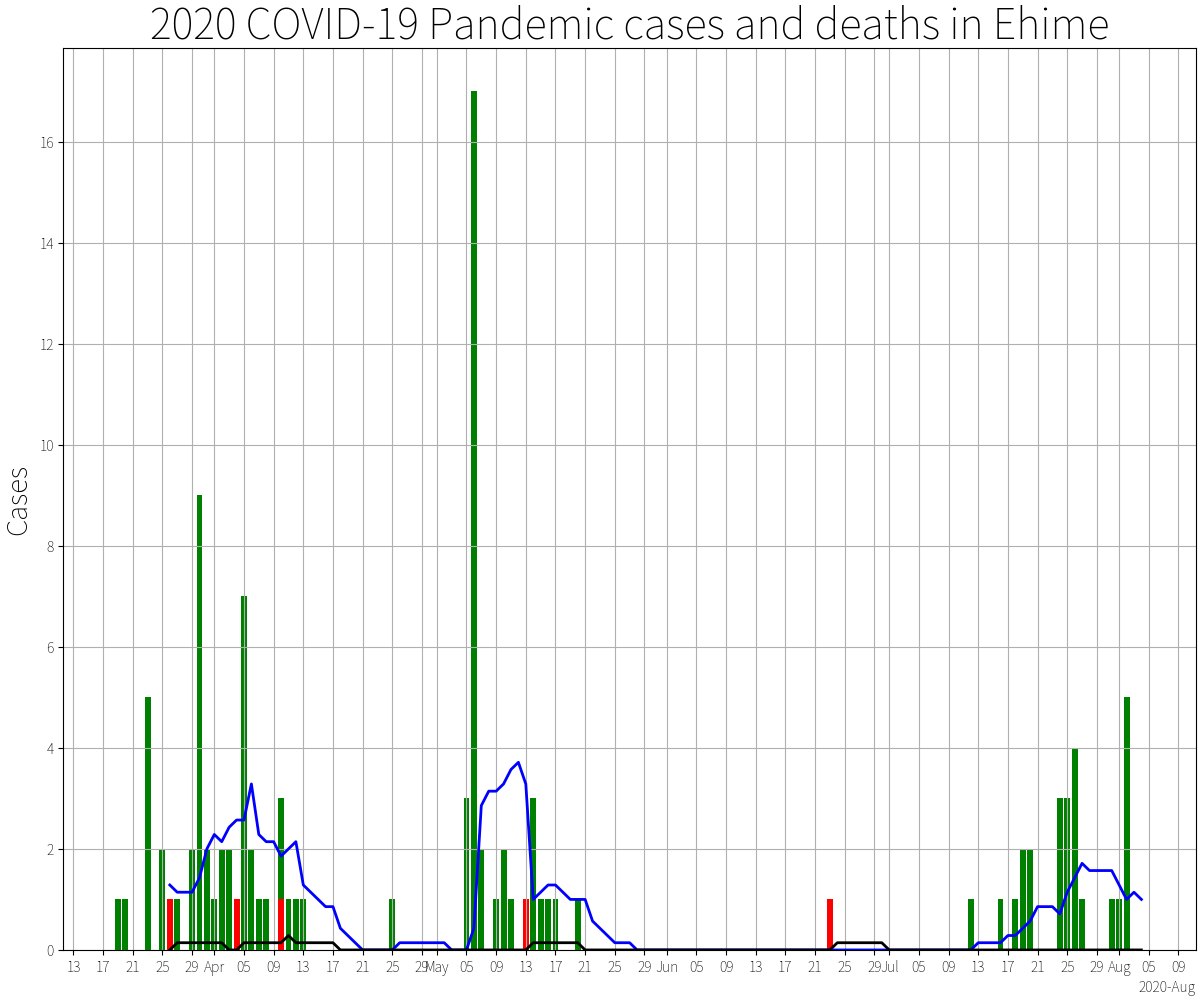 2020 COVID-19 Pandemic cases and deaths in Ehime
Cases
16
14
12
10
8
6
4
2
0
13 17 21 25 29 Apr 05 09 13 17 21 25 29 May 05 09 13 17 21 25 29 Jun 05 09 13 17 21 25 29 Jul 05 09 13 17 21 25 29 Aug 05 09
2020-Aug